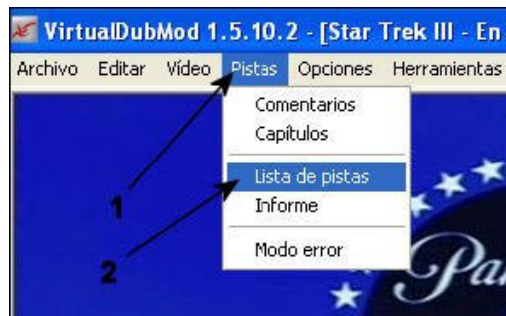 VirtualDubMod 1.5.10.2 - [Star Trek III - En
Archivo Editar Vídeo Pistas Opciones Herramientas
Comentarios
Capítulos
Lista de pistas
Informe
Modo error
1
2